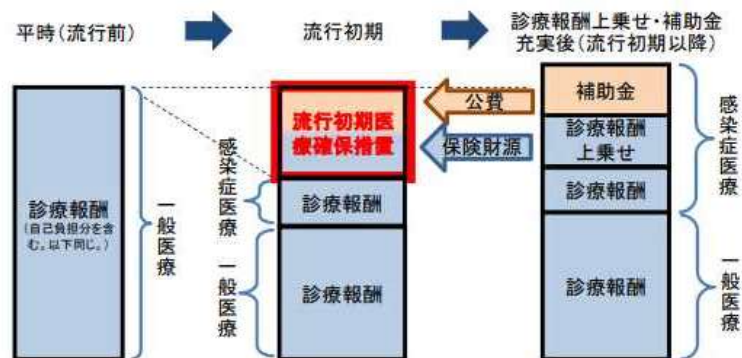 平時（流行前）
流行初期
診療報酬上乗せ・補助金
充実後（流行初期以降）
診療報酬
（自己負担分を含
む。以下同じ。）
一般医療
流行初期医
療確保措置
診療報酬
診療報酬
感染症医療
一般医療
公費
保険財源
補助金
診療報酬
上乗せ
診療報酬
診療報酬
感染症医療
一般医療